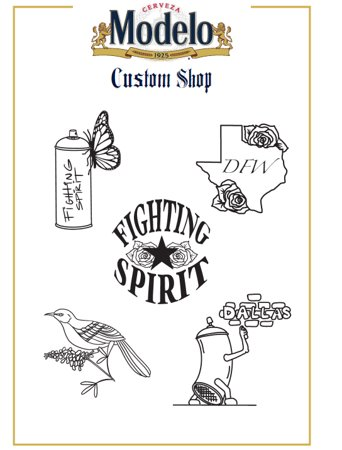 CERVEZA
Modelo
1925
Custom Shop
FIGHTING
SPIRIT
DFW
FIGHTING
SPIRIT
DALLAS